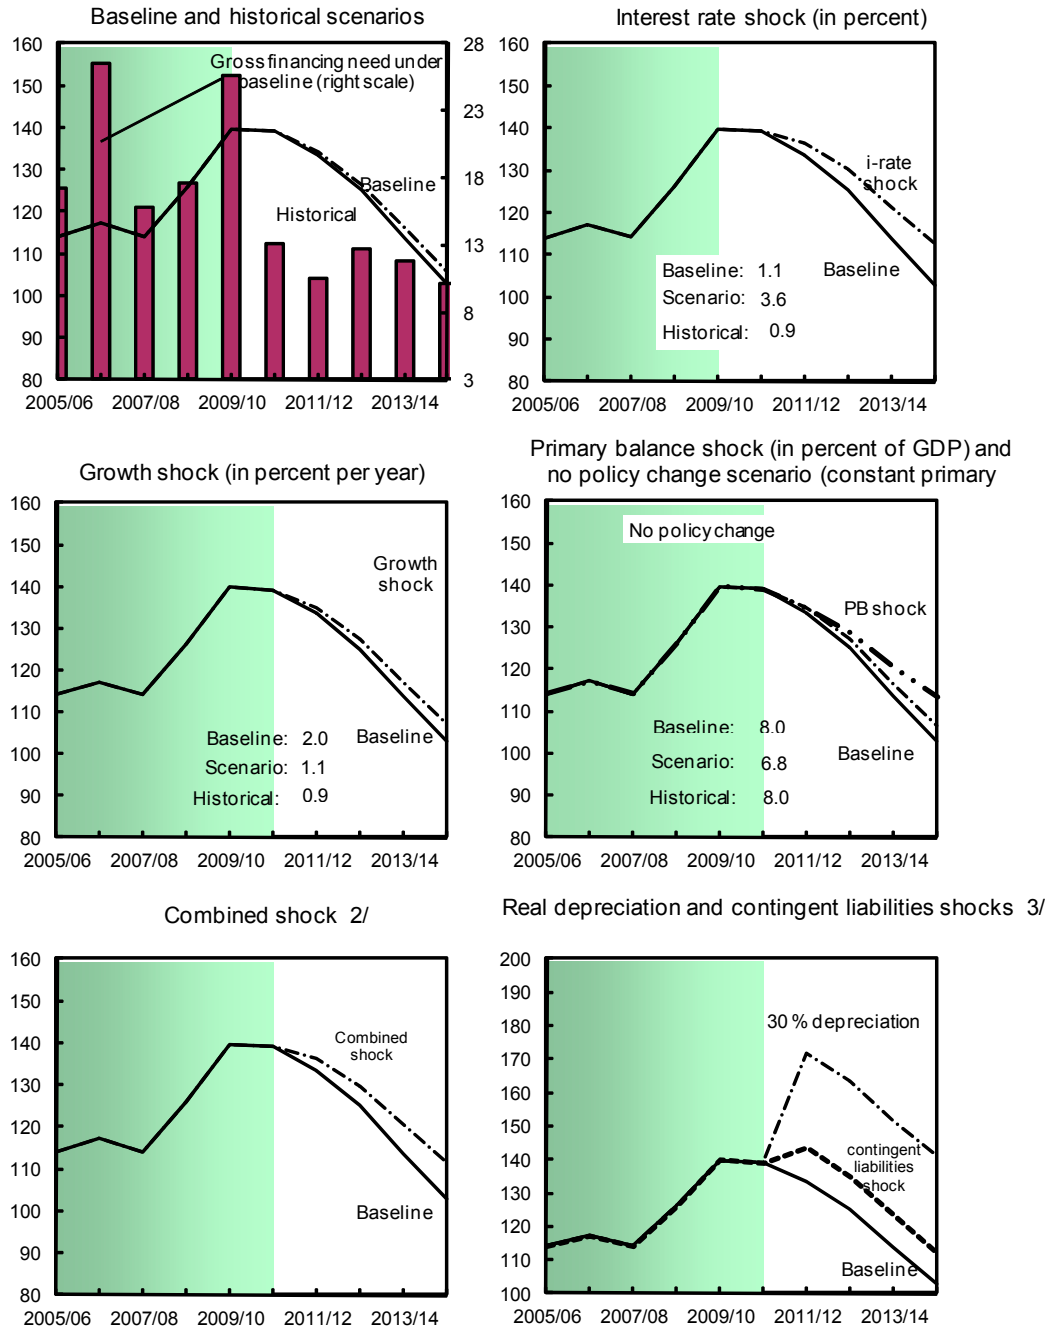 Baseline and historical scenarios
160
150
140
130
120
110
100
90
80
28
23
18
13
8
3
Gross financing need under
baseline (right scale)
Baseline
Historical
2005/06 2007/08 2009/10 2011/12 2013/14
Interest rate shock (in percent)
160
150
140
130
120
110
100
90
80
i-rate
shock
Baseline
Baseline: 1.1
Scenario: 3.6
Historical: 0.9
2005/06 2007/08 2009/10 2011/12 2013/14
Growth shock (in percent per year)
160
150
140
130
120
110
100
90
80
Growth
shock
Baseline
Baseline: 2.0
Scenario: 1.1
Historical: 0.9
2005/06 2007/08 2009/10 2011/12 2013/14
Primary balance shock (in percent of GDP) and
no policy change scenario (constant primary
160
150
140
130
120
110
100
90
80
No policy change
PB shock
Baseline: 8.0
Scenario: 6.8
Historical: 8.0
Baseline
2005/06 2007/08 2009/10 2011/12 2013/14
Combined shock 2/
160
150
140
130
120
110
100
90
80
Combined
shock
Baseline
2005/06 2007/08 2009/10 2011/12 2013/14
Real depreciation and contingent liabilities shocks 3/
200
190
180
170
160
150
140
130
120
110
100
30 % depreciation
contingent
liabilities
shock
Baseline
2005/06 2007/08 2009/10 2011/12 2013/14